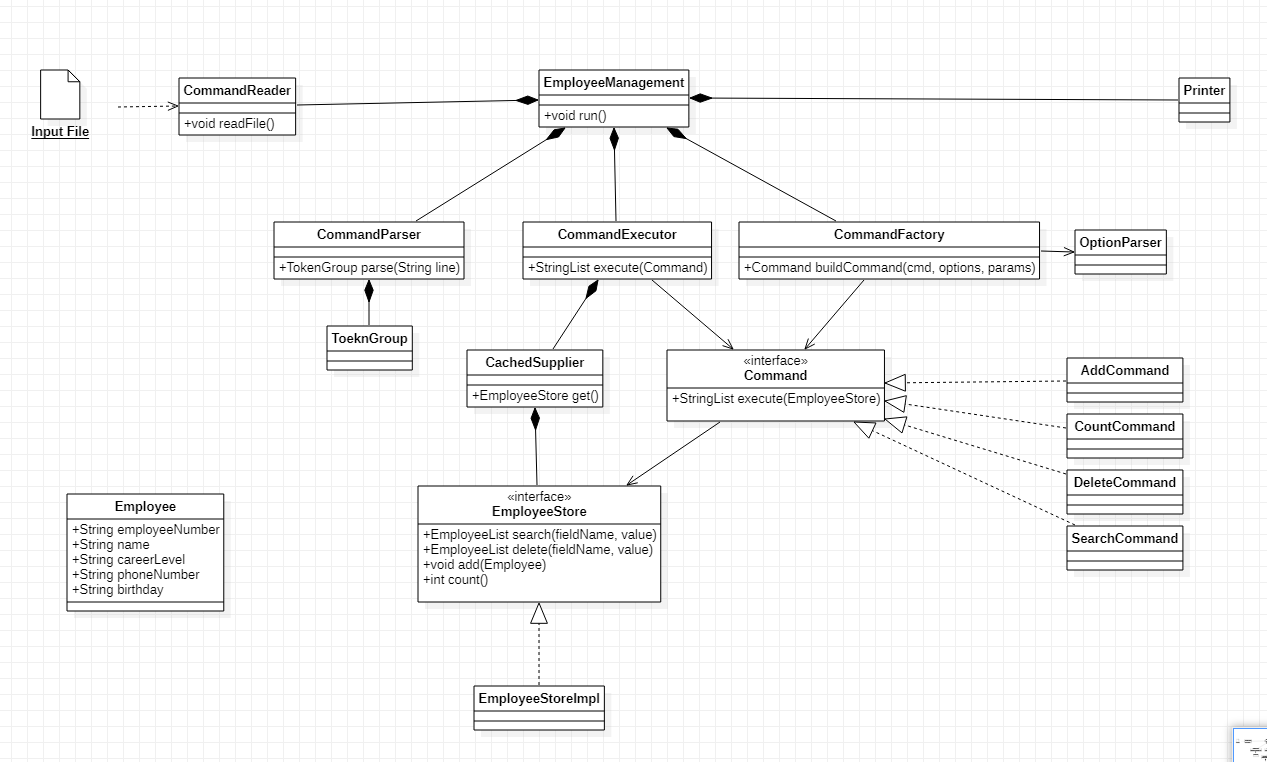 Input File
CommandReader
+void readFile()
EmployeeManagement
+void run()
Printer
CommandParser
+TokenGroup parse(String line)
CommandExecutor
+StringList execute(Command)
CommandFactory
+Command buildCommand(cmd, options, params)
OptionParser
ToeknGroup
CachedSupplier
+EmployeeStore get()
«interface»
Command
+StringList execute(EmployeeStore)
AddCommand
CountCommand
DeleteCommand
SearchCommand
Employee
+String employeeNumber
+String name
+String careerLevel
+String phoneNumber
+String birthday
«interface»
EmployeeStore
+EmployeeList search(fieldName, value)
+EmployeeList delete(fieldName, value)
+void add(Employee)
+int count()
EmployeeStoreImpl